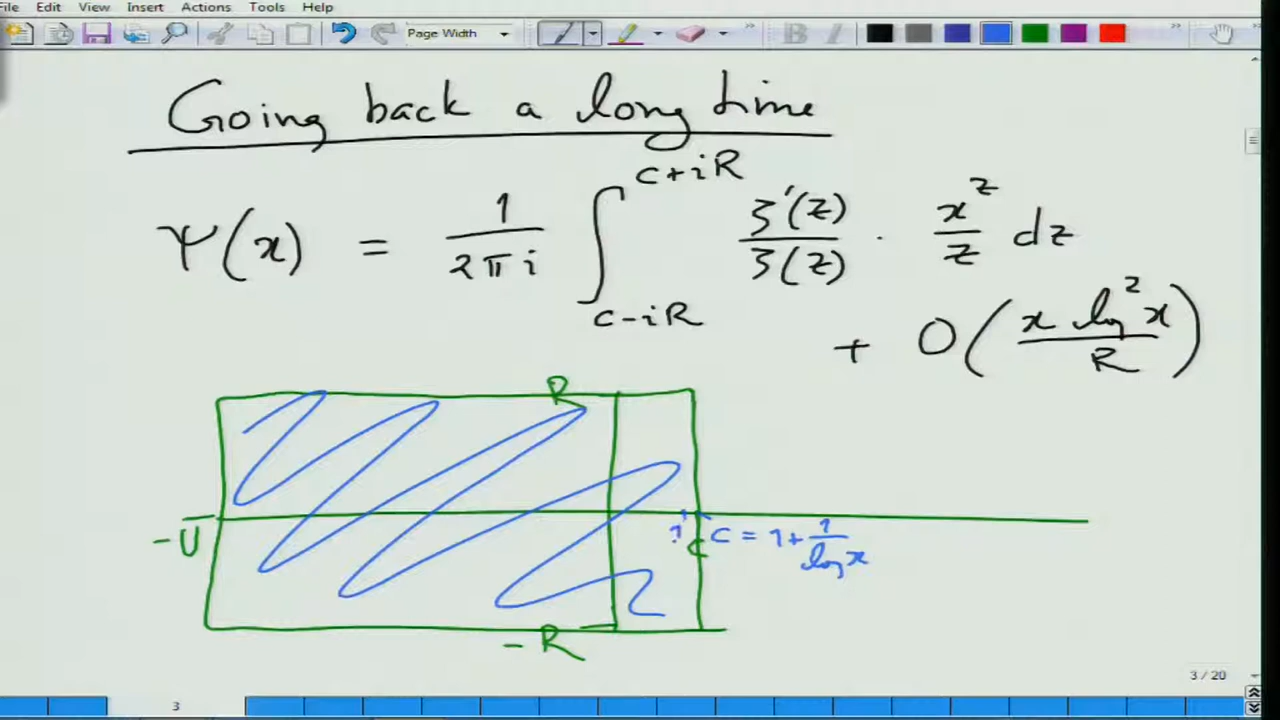 File Edit View Insert Actions Tools Help
Page Width
Going back a long time
Ψ(x) = 1/(2πi) ∫_{c-iR}^{c+iR} ζ'(z)/ζ(z) · x^z/z dz
+ O(x log² x / R)
R
-U 1 c c = 1 + 1/log x
-R
3 / 20
3